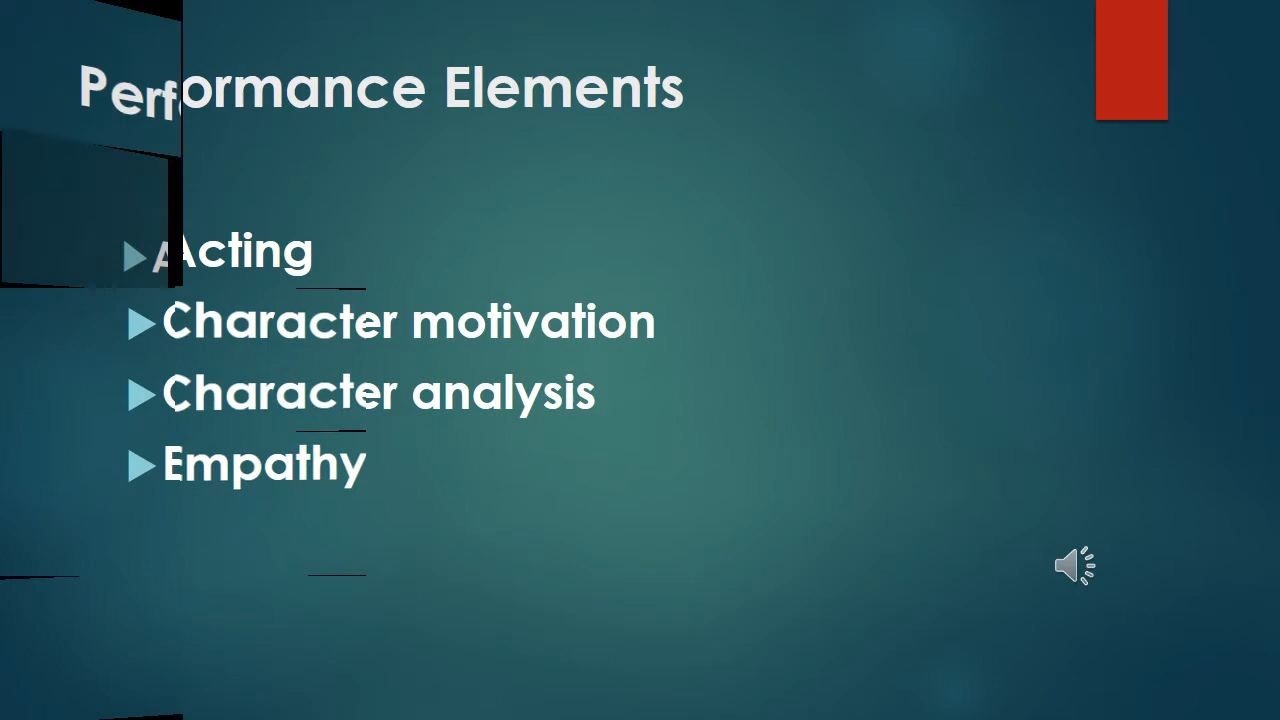 Performance Elements
Acting
Character motivation
Character analysis
Empathy